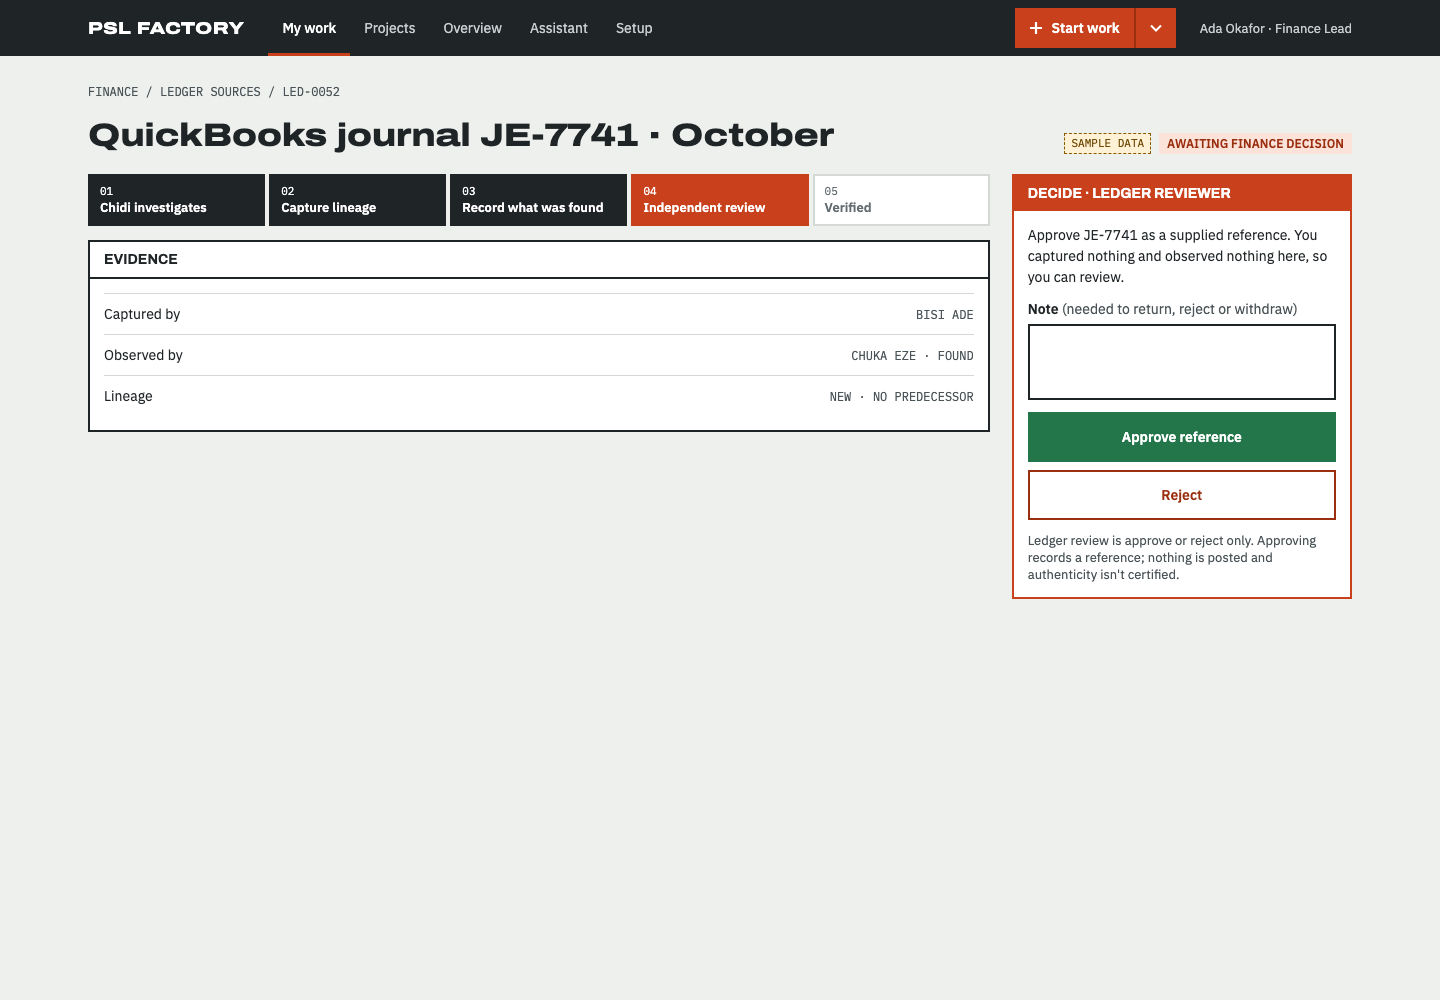 PSL FACTORY
My work
Projects
Overview
Assistant
Setup
Start work
Ada Okafor · Finance Lead
FINANCE / LEDGER SOURCES / LED-0052
QuickBooks journal JE-7741 · October
SAMPLE DATA
AWAITING FINANCE DECISION
01
Chidi investigates
02
Capture lineage
03
Record what was found
04
Independent review
05
Verified
EVIDENCE
Captured by
BISI ADE
Observed by
CHUKA EZE · FOUND
Lineage
NEW · NO PREDECESSOR
DECIDE · LEDGER REVIEWER
Approve JE-7741 as a supplied reference. You
captured nothing and observed nothing here, so
you can review.
Note (needed to return, reject or withdraw)
Approve reference
Reject
Ledger review is approve or reject only. Approving
records a reference; nothing is posted and
authenticity isn't certified.